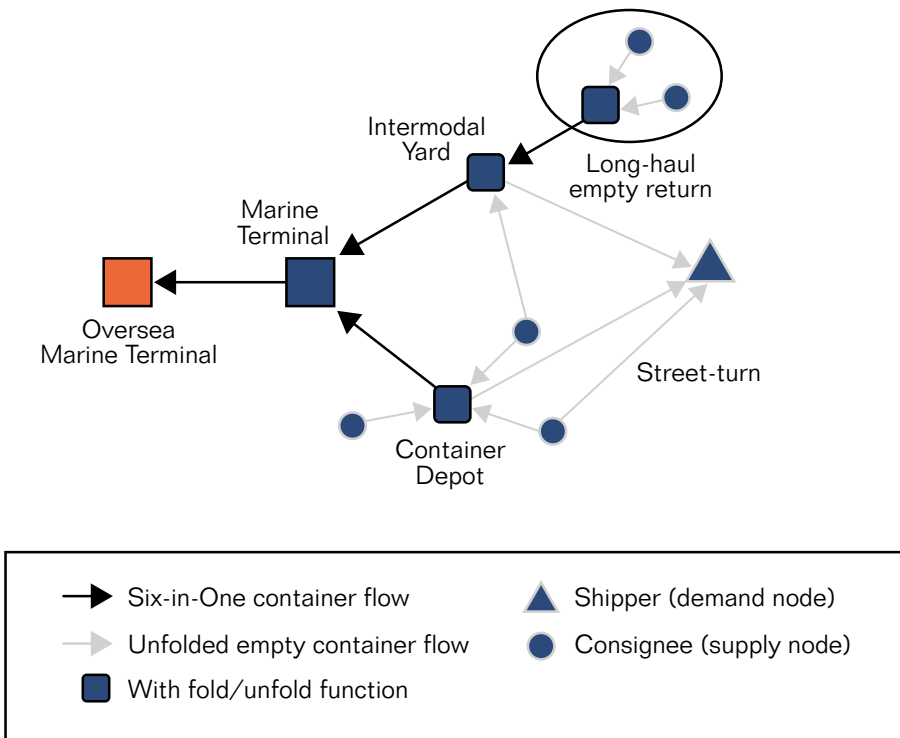 Intermodal
Yard
Long-haul
empty return
Marine
Terminal
Oversea
Marine Terminal
Street-turn
Container
Depot
Six-in-One container flow
Unfolded empty container flow
With fold/unfold function
Shipper (demand node)
Consignee (supply node)